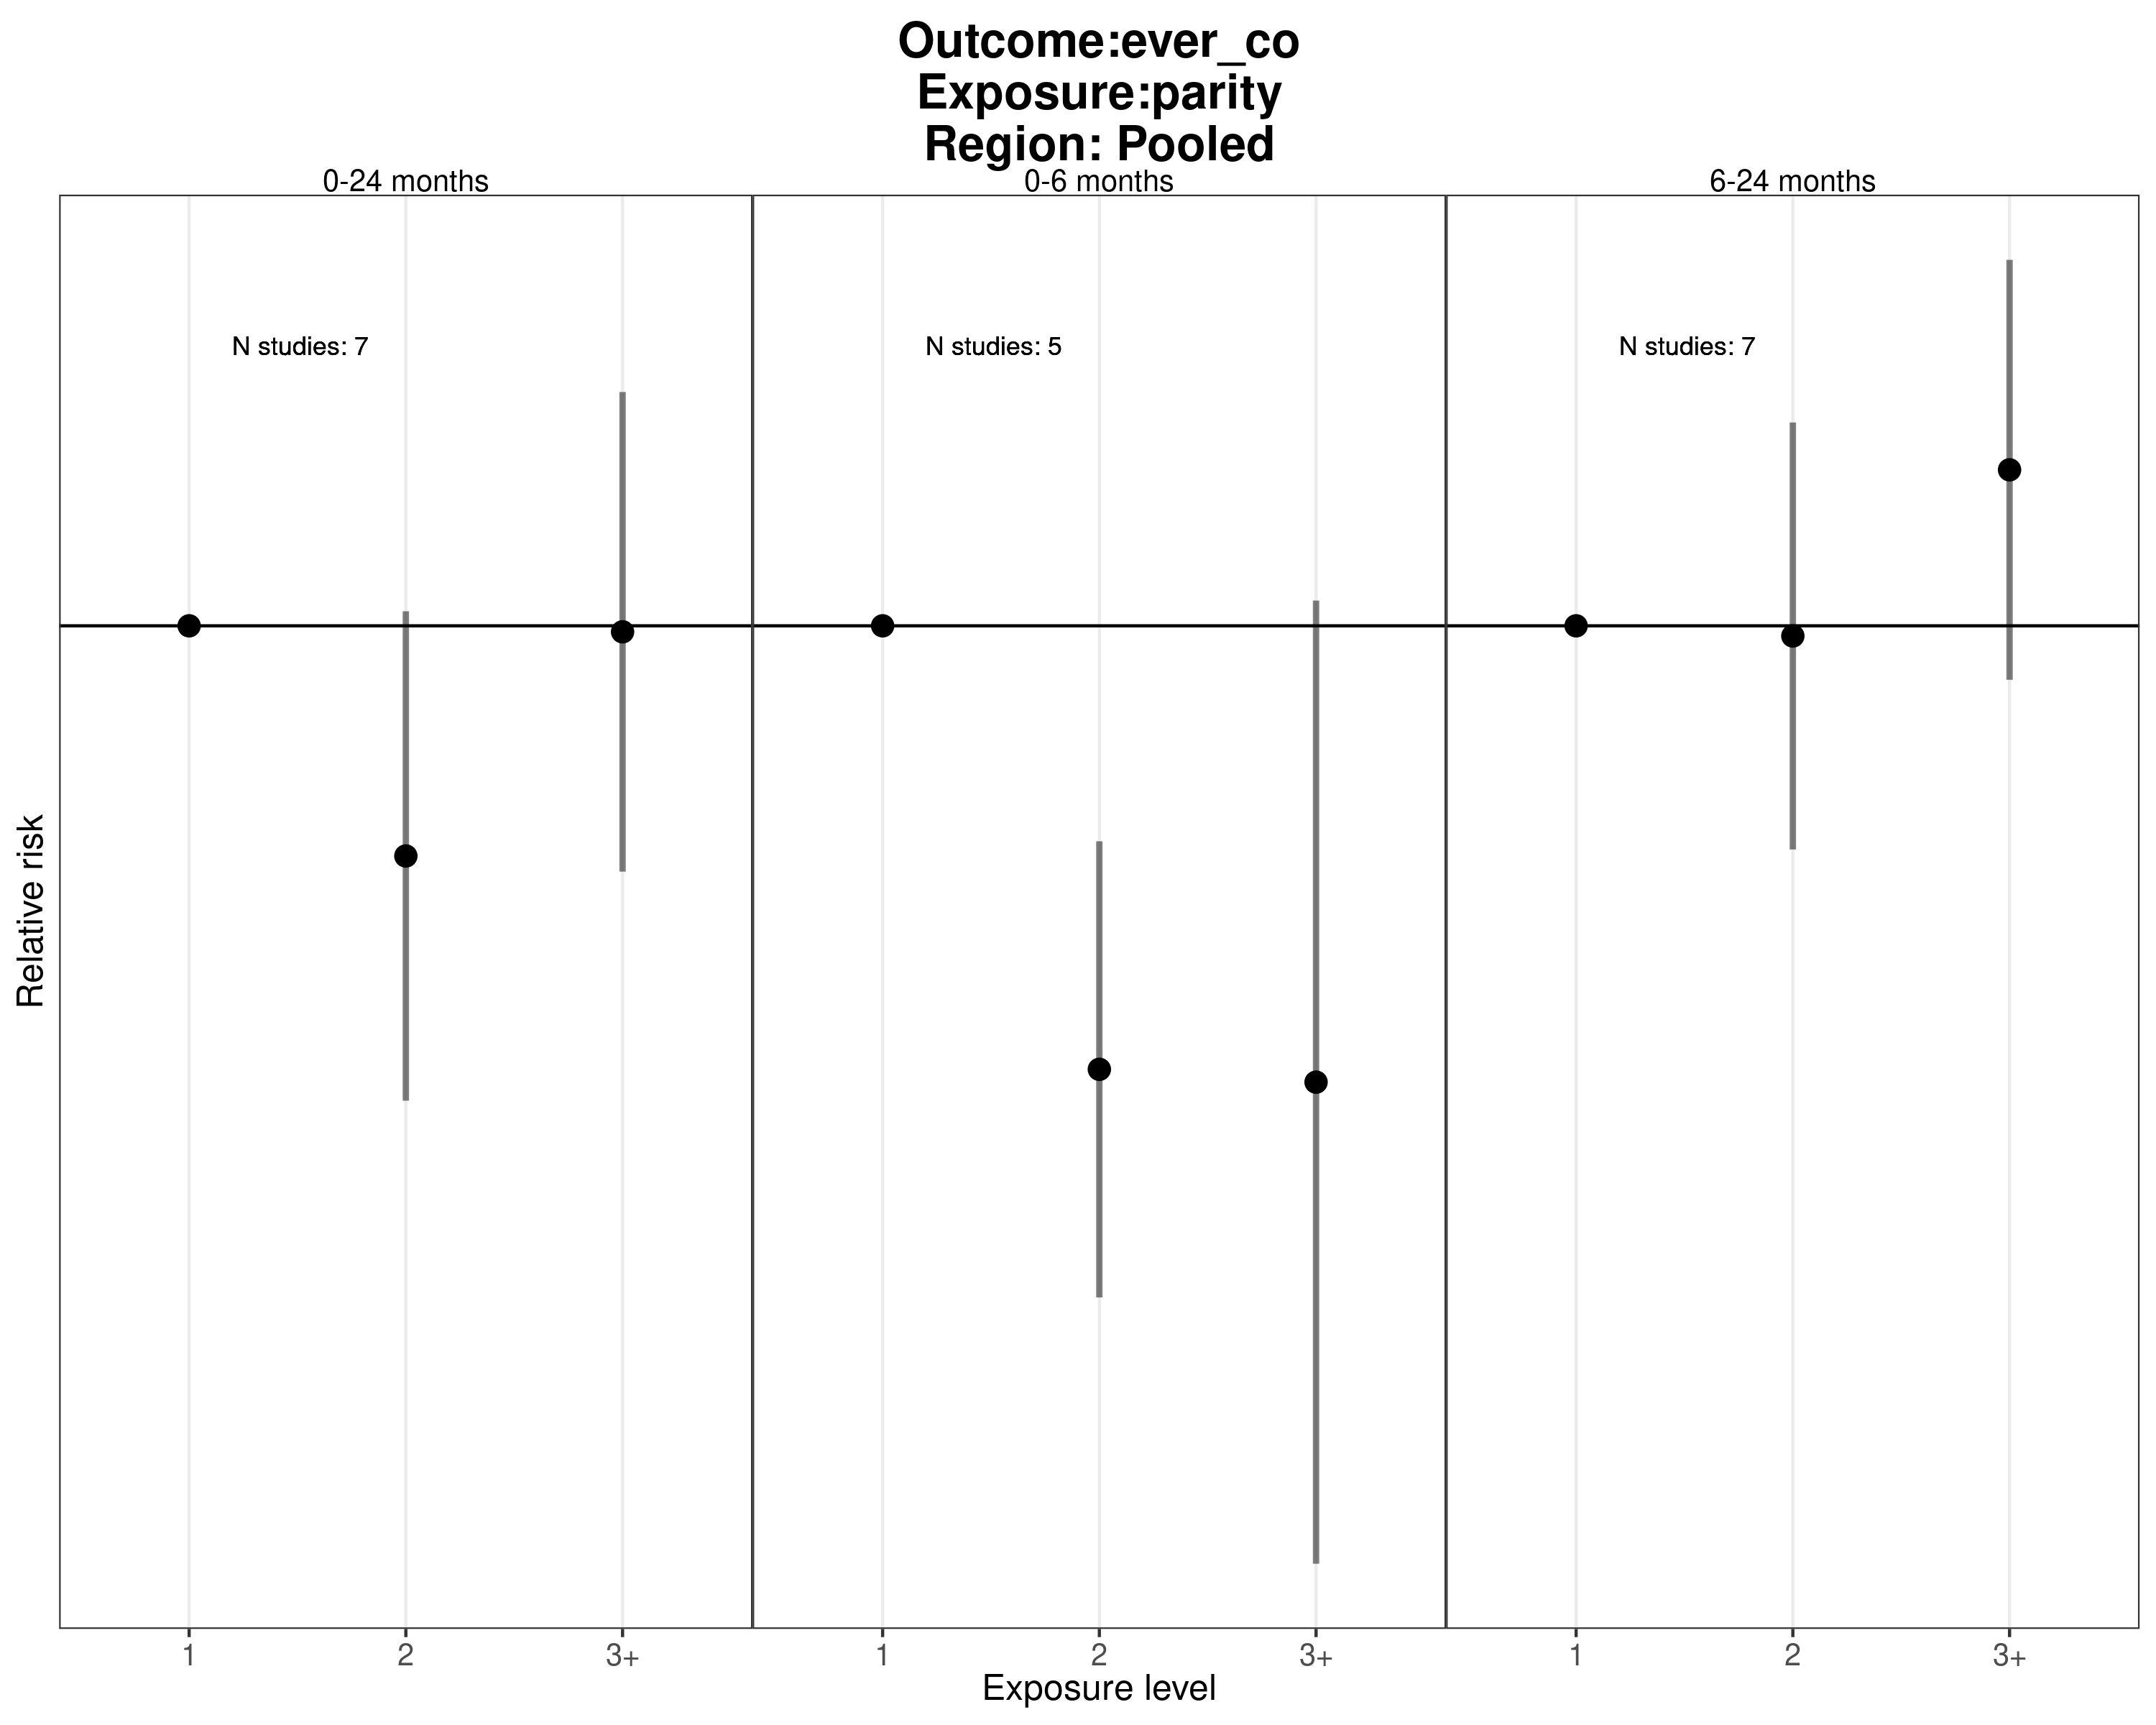 Outcome:ever_co
Exposure:parity
Region: Pooled
0-24 months
0-6 months
6-24 months
N studies: 7
N studies: 5
N studies: 7
Relative risk
1
2
3+
1
2
3+
1
2
3+
Exposure level